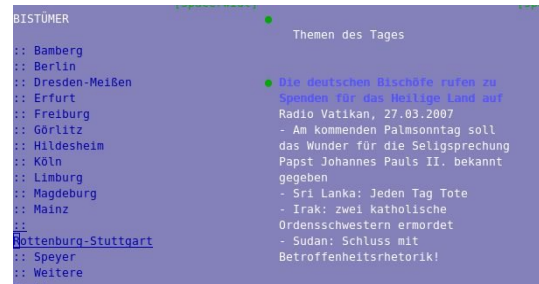 BISTÜMER
:: Bamberg
:: Berlin
:: Dresden-Meißen
:: Erfurt
:: Freiburg
:: Görlitz
:: Hildesheim
:: Köln
:: Limburg
:: Magdeburg
:: Mainz
::
Rottenburg-Stuttgart
:: Speyer
:: Weitere
Themen des Tages
Die deutschen Bischöfe rufen zu
Spenden für das Heilige Land auf
Radio Vatikan, 27.03.2007
- Am kommenden Palmsonntag soll
das Wunder für die Seligsprechung
Papst Johannes Pauls II. bekannt
gegeben
- Sri Lanka: Jeden Tag Tote
- Irak: zwei katholische
Ordensschwestern ermordet
- Sudan: Schluss mit
Betroffenheitsrhetorik!